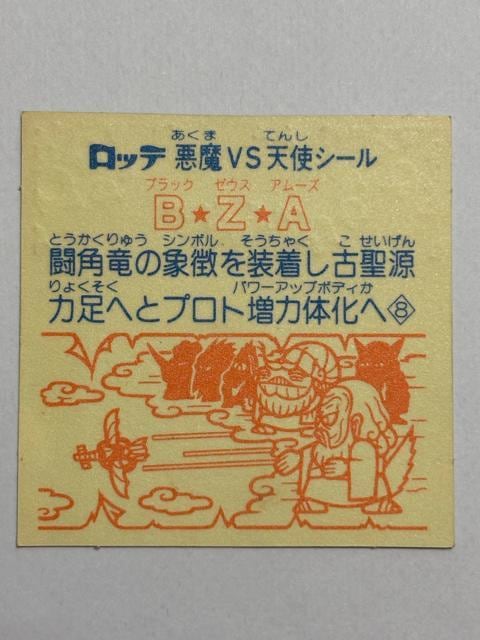 あくま てんし
ロッテ 悪魔VS天使シール
ブラック ゼウス アムーズ
B★Z★A
とうかくりゅう シンボル そうちゃく こ せいげん
闘角竜の象徴を装着し古聖源
りょくそく パワーアップボディか
力足へとプロト増力体化へ⑧